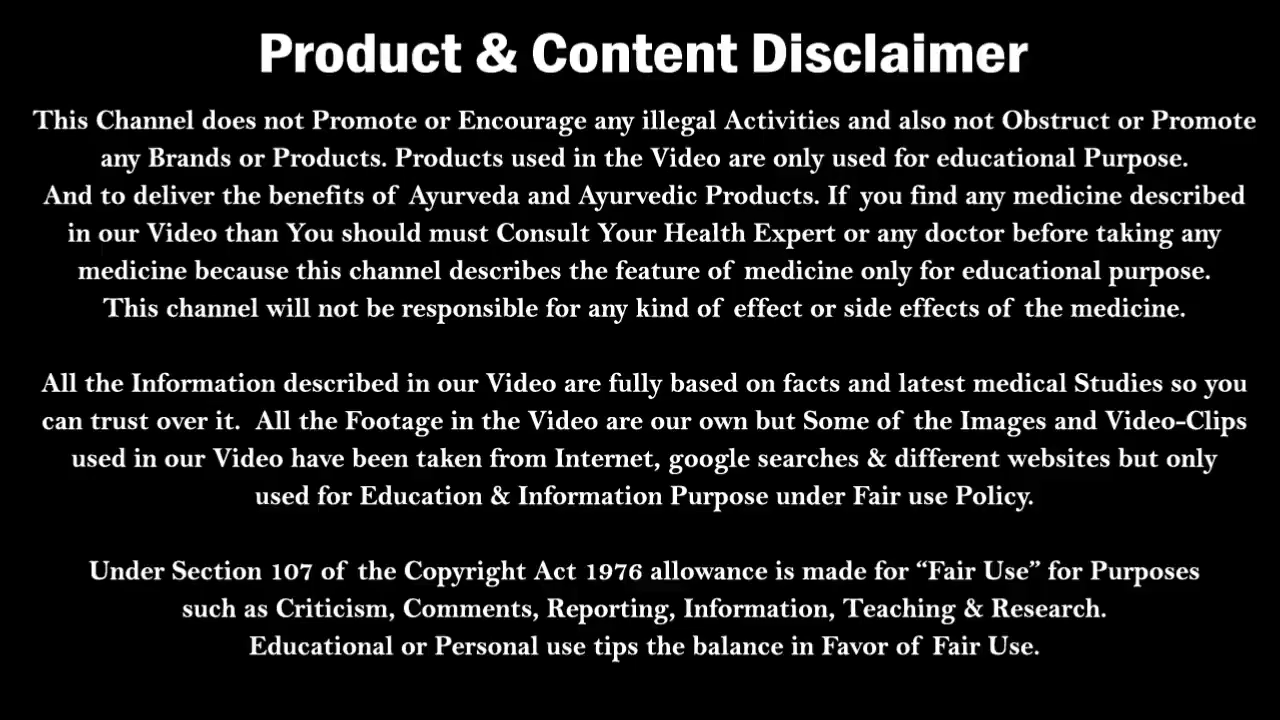 Product & Content Disclaimer
This Channel does not Promote or Encourage any illegal Activities and also not Obstruct or Promote
any Brands or Products. Products used in the Video are only used for educational Purpose.
And to deliver the benefits of Ayurveda and Ayurvedic Products. If you find any medicine described
in our Video than You should must Consult Your Health Expert or any doctor before taking any
medicine because this channel describes the feature of medicine only for educational purpose.
This channel will not be responsible for any kind of effect or side effects of the medicine.
All the Information described in our Video are fully based on facts and latest medical Studies so you
can trust over it. All the Footage in the Video are our own but Some of the Images and Video-Clips
used in our Video have been taken from Internet, google searches & different websites but only
used for Education & Information Purpose under Fair use Policy.
Under Section 107 of the Copyright Act 1976 allowance is made for “Fair Use” for Purposes
such as Criticism, Comments, Reporting, Information, Teaching & Research.
Educational or Personal use tips the balance in Favor of Fair Use.